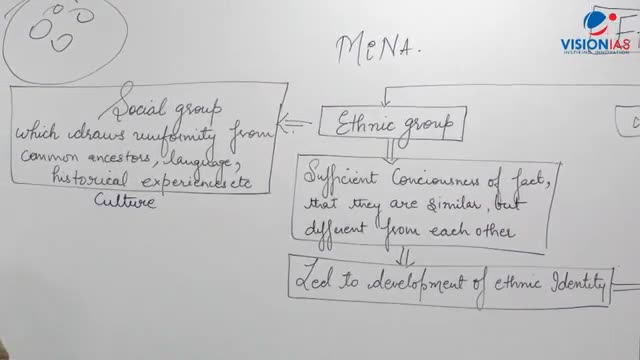 MiNA.
VISIONIAS
INSPIRING INNOVATION
Social group
which draws uniformity from
common ancestors, language,
historical experiences etc
Culture
Ethnic group
Sufficient Conciousness of fact,
that they are similar, but
different from each other
Led to development of ethnic Identity